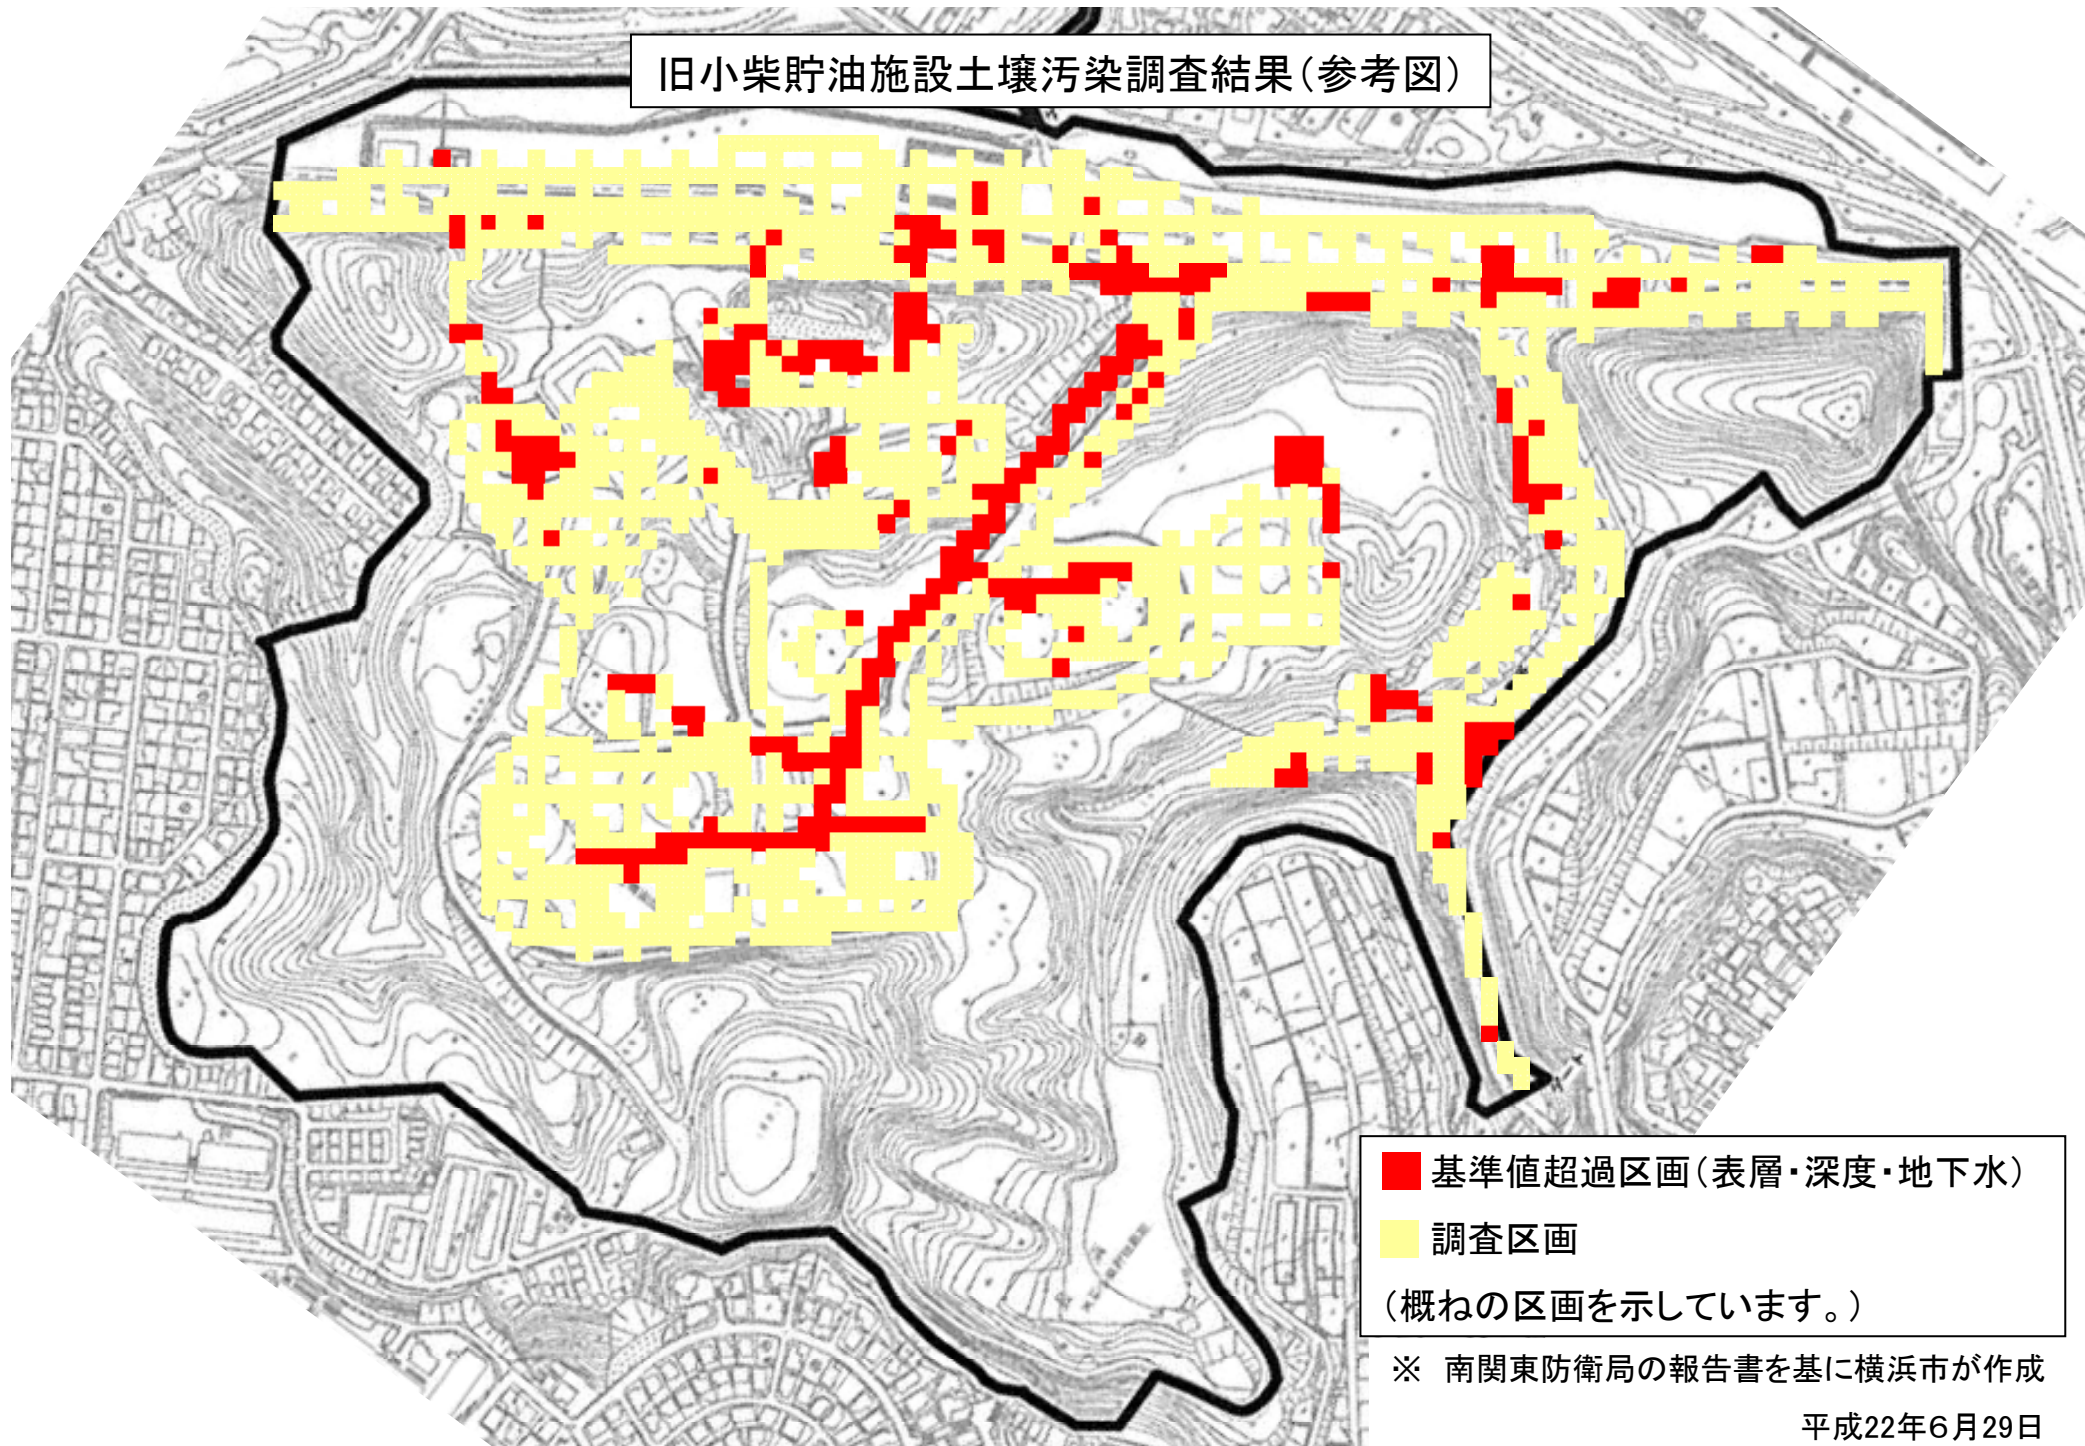 旧小柴貯油施設土壌汚染調査結果（参考図）
基準値超過区画（表層・深度・地下水）
調査区画
（概ねの区画を示しています。）
※ 南関東防衛局の報告書を基に横浜市が作成
平成22年６月29日